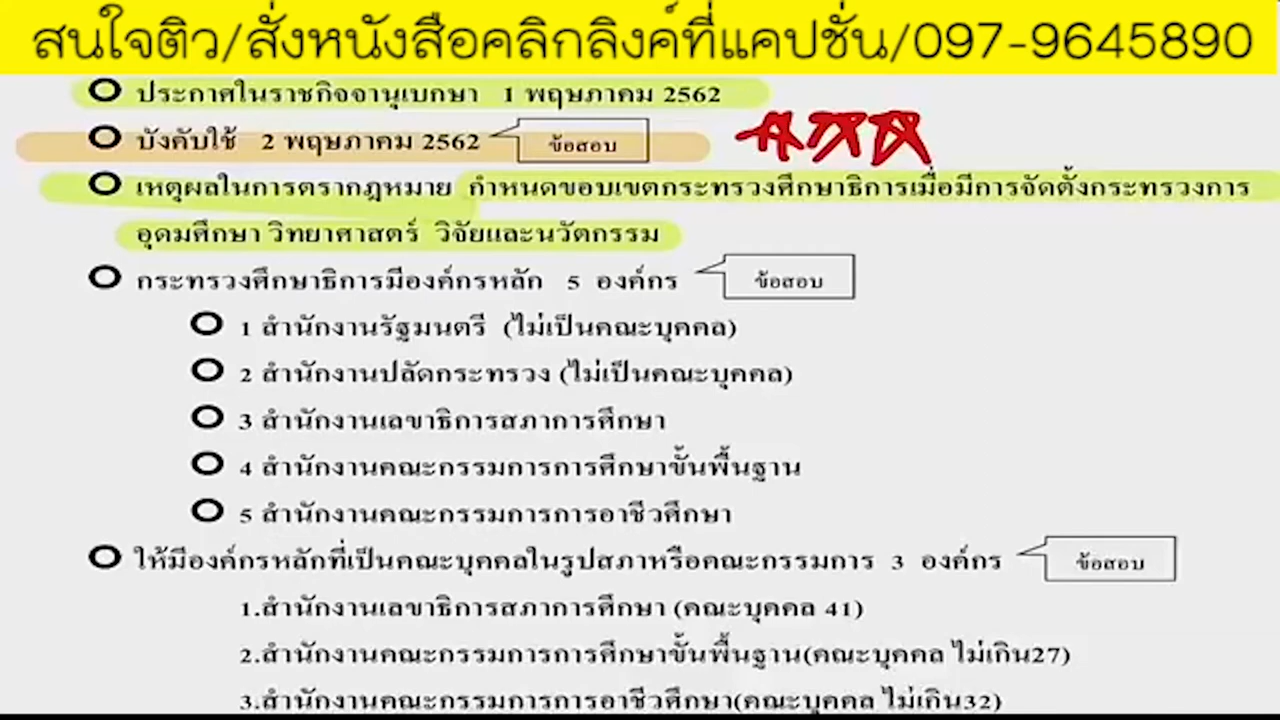 สนใจติว/สั่งหนังสือคลิกลิงค์ที่แคปชั่น/097-9645890
ประกาศในราชกิจจานุเบกษา 1 พฤษภาคม 2562
บังคับใช้ 2 พฤษภาคม 2562 ข้อสอบ
เหตุผลในการตรากฎหมาย กำหนดขอบเขตกระทรวงศึกษาธิการเมื่อมีการจัดตั้งกระทรวงการ
อุดมศึกษา วิทยาศาสตร์ วิจัยและนวัตกรรม
กระทรวงศึกษาธิการมีองค์กรหลัก 5 องค์กร ข้อสอบ
1 สำนักงานรัฐมนตรี (ไม่เป็นคณะบุคคล)
2 สำนักงานปลัดกระทรวง (ไม่เป็นคณะบุคคล)
3 สำนักงานเลขาธิการสภาการศึกษา
4 สำนักงานคณะกรรมการการศึกษาขั้นพื้นฐาน
5 สำนักงานคณะกรรมการการอาชีวศึกษา
ให้มีองค์กรหลักที่เป็นคณะบุคคลในรูปสภาหรือคณะกรรมการ 3 องค์กร ข้อสอบ
1.สำนักงานเลขาธิการสภาการศึกษา (คณะบุคคล 41)
2.สำนักงานคณะกรรมการการศึกษาขั้นพื้นฐาน(คณะบุคคล ไม่เกิน27)
3.สำนักงานคณะกรรมการการอาชีวศึกษา(คณะบุคคล ไม่เกิน32)